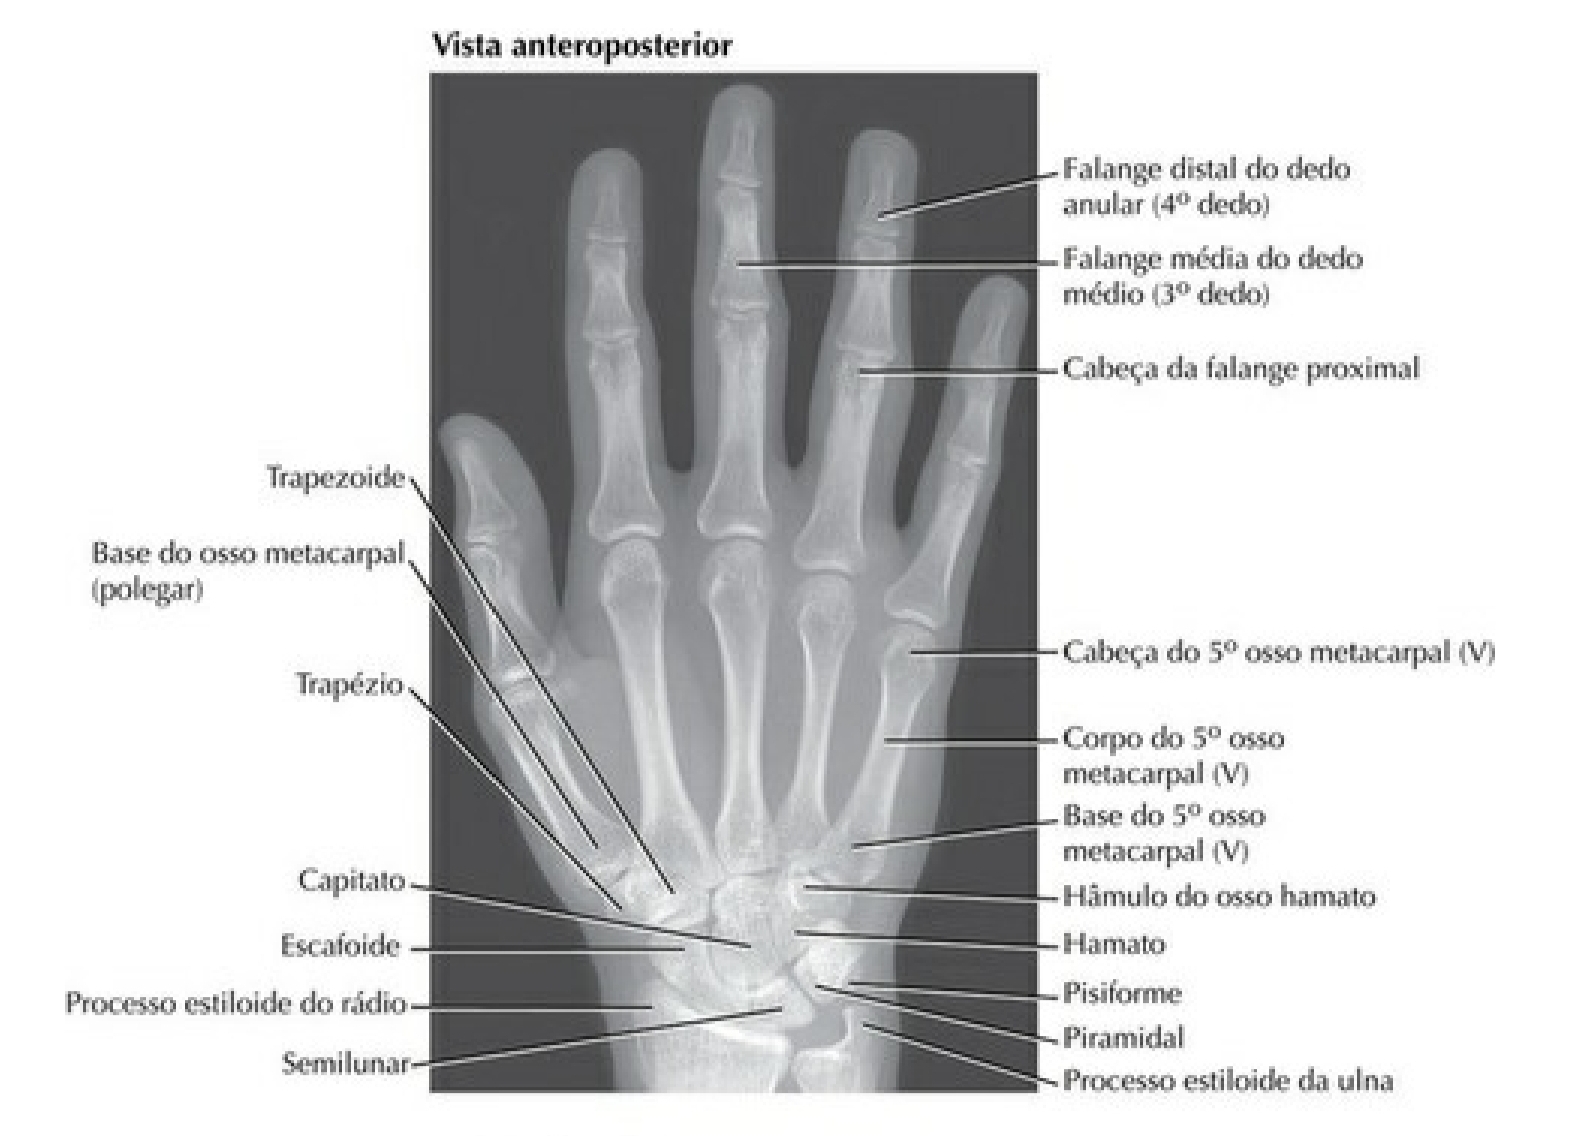 Vista anteroposterior
Falange distal do dedo
anular (4º dedo)
Falange média do dedo
médio (3º dedo)
Cabeça da falange proximal
Trapezoide
Base do osso metacarpal
(polegar)
Trapézio
Cabeça do 5º osso metacarpal (V)
Corpo do 5º osso
metacarpal (V)
Base do 5º osso
metacarpal (V)
Capitato
Hâmulo do osso hamato
Escafoide
Hamato
Processo estiloide do rádio
Pisiforme
Semilunar
Piramidal
Processo estiloide da ulna